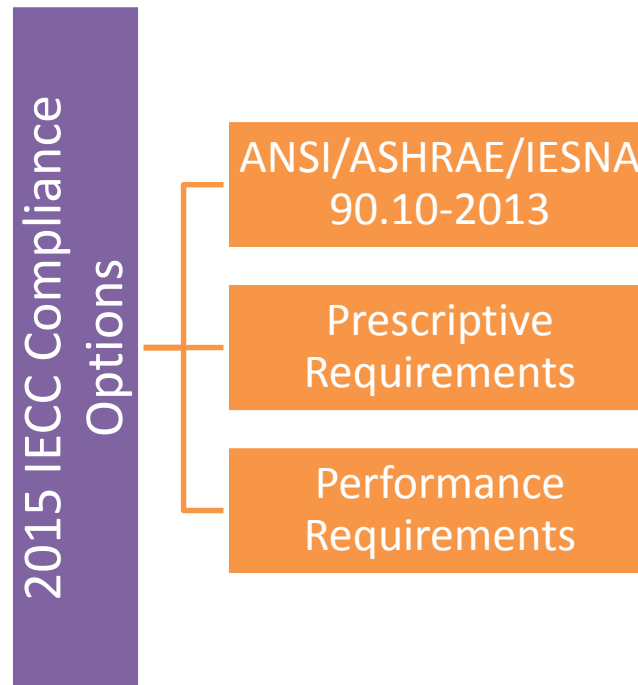 2015 IECC Compliance
Options
ANSI/ASHRAE/IESNA
90.10-2013
Prescriptive
Requirements
Performance
Requirements